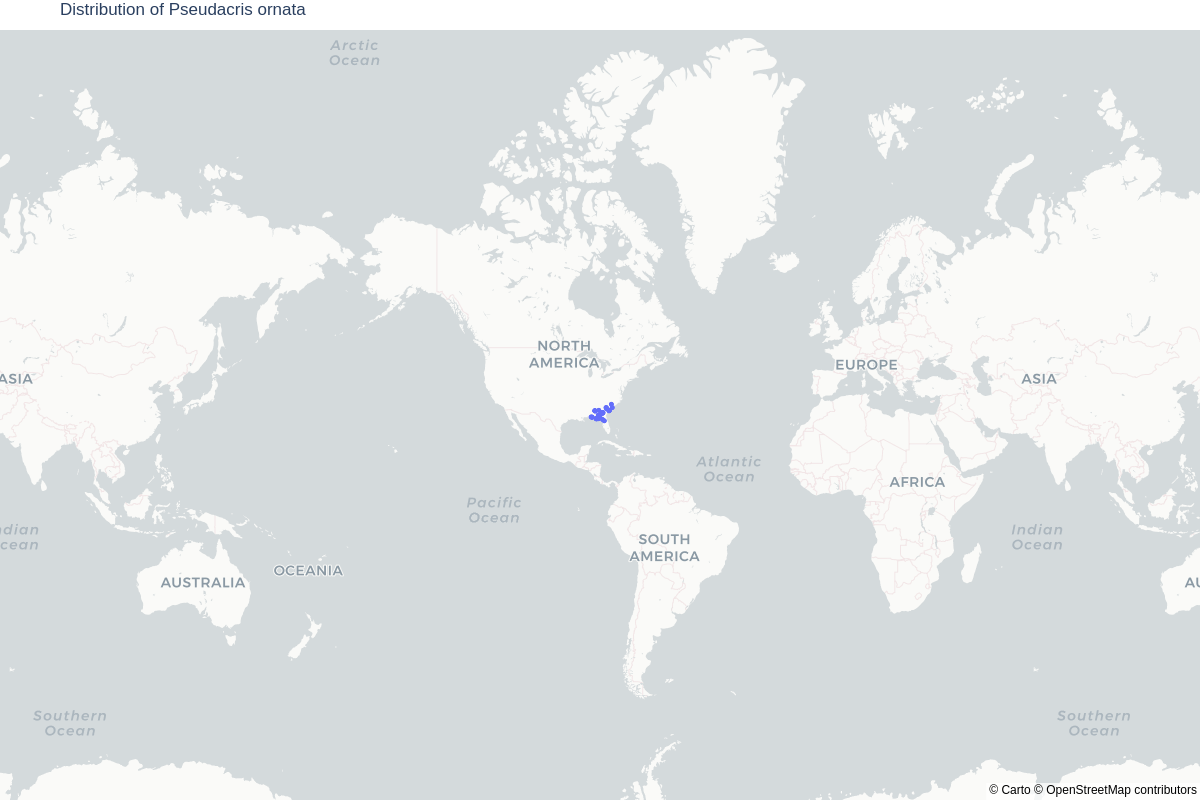 Distribution of Pseudacris ornata
Arctic
Ocean
NORTH
AMERICA
EUROPE
ASIA
ASIA
Atlantic
Ocean
AFRICA
Pacific
Ocean
ndian
cean
Indian
Ocean
SOUTH
AMERICA
OCEANIA
AUSTRALIA
AU
Southern
Ocean
Southern
Ocean
© Carto © OpenStreetMap contributors